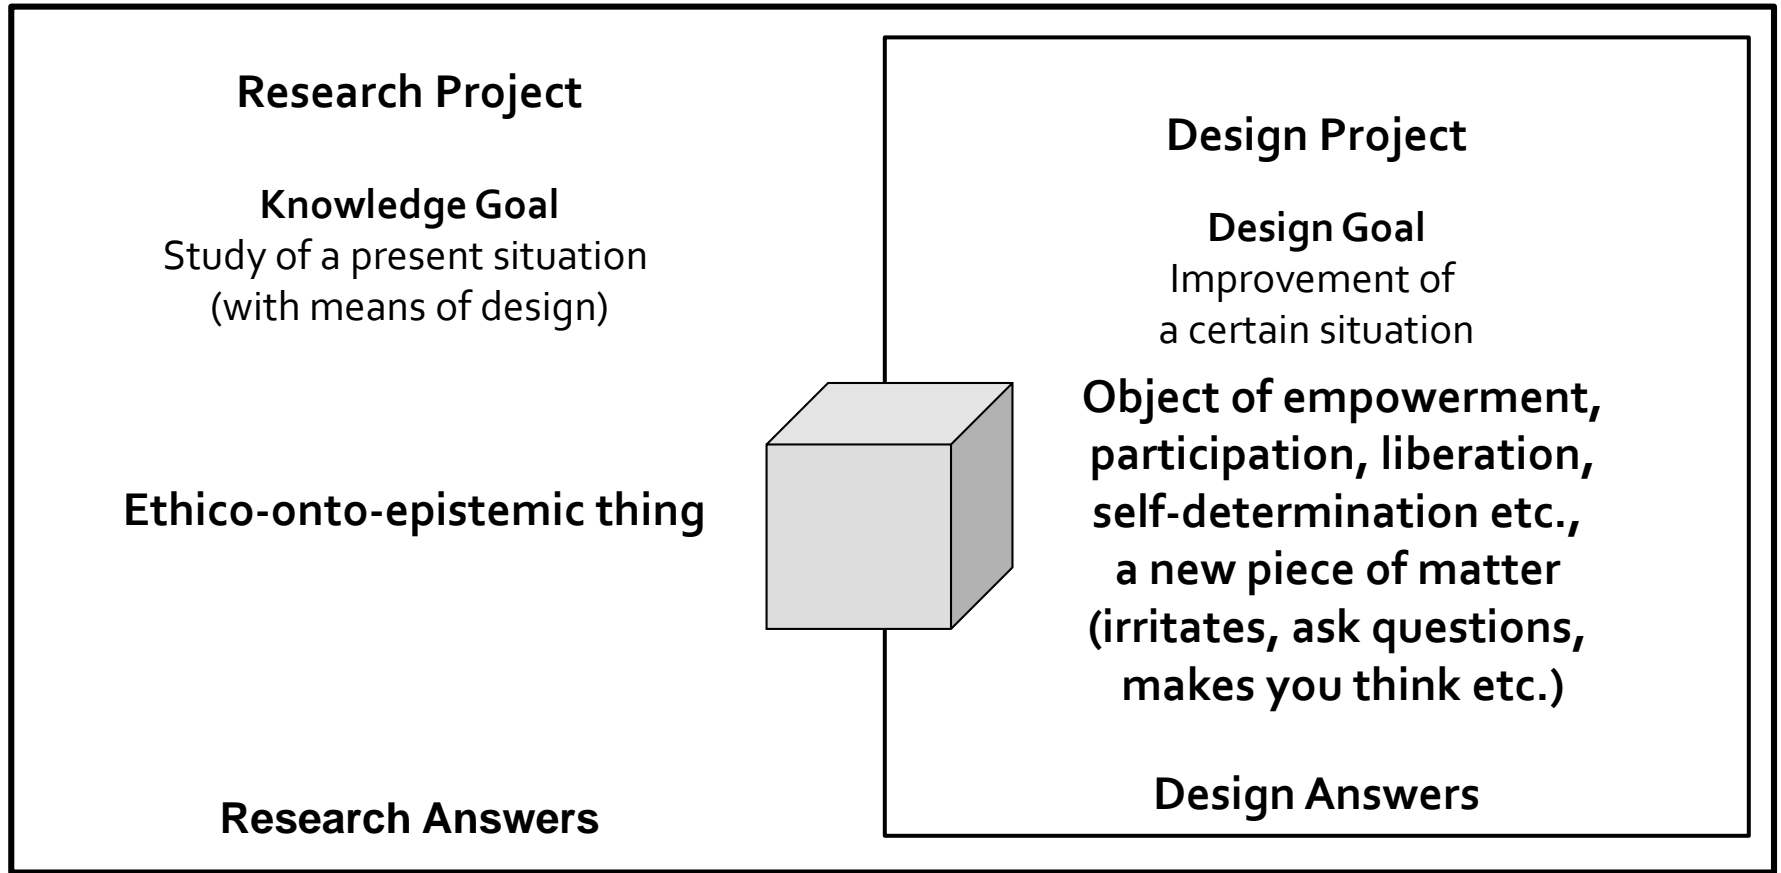 Research Project
Knowledge Goal
Study of a present situation
(with means of design)
Ethico-onto-epistemic thing
Research Answers
Design Project
Design Goal
Improvement of
a certain situation
Object of empowerment,
participation, liberation,
self-determination etc.,
a new piece of matter
(irritates, ask questions,
makes you think etc.)
Design Answers